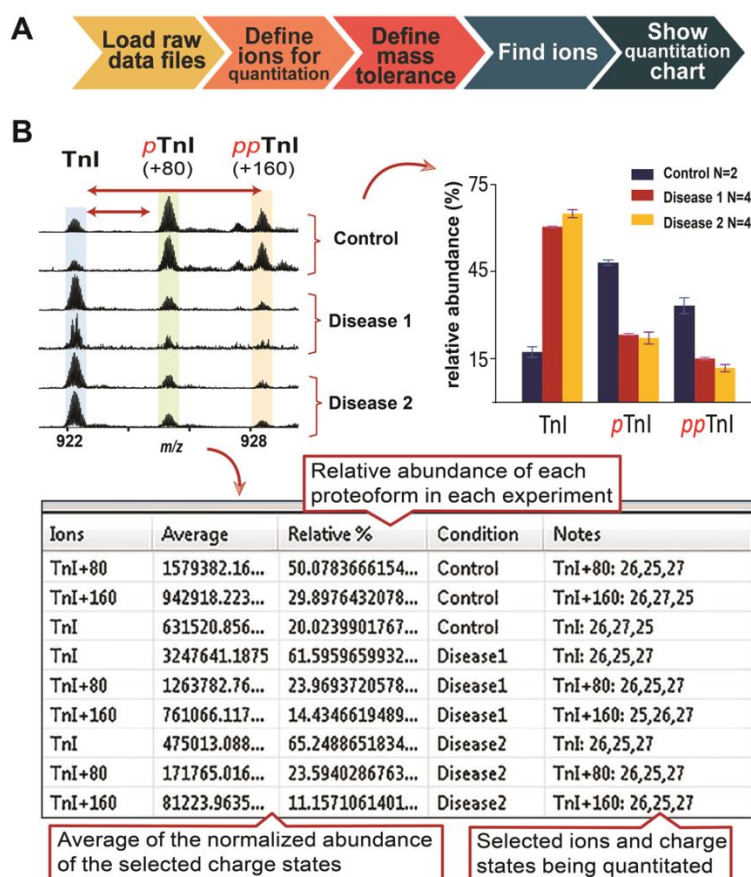 A
Load raw
data files
Define
ions for
quantitation
Define
mass
tolerance
Find ions
Show
quantitation
chart
B
TnI
pTnI
(+80)
ppTnI
(+160)
Control
Disease 1
Disease 2
922
m/z
928
relative abundance (%)
75
45
15
Control N=2
Disease 1 N=4
Disease 2 N=4
TnI
pTnI
ppTnI
Relative abundance of each
proteoform in each experiment
Ions Average Relative % Condition Notes
TnI+80 1579382.16... 50.0783666154... Control TnI+80: 26,25,27
TnI+160 942918.223... 29.8976432078... Control TnI+160: 26,27,25
TnI 631520.856... 20.0239901767... Control TnI: 26,27,25
TnI 3247641.1875 61.5959659932... Disease1 TnI: 26,25,27
TnI+80 1263782.76... 23.9693720578... Disease1 TnI+80: 26,25,27
TnI+160 761066.117... 14.4346619489... Disease1 TnI+160: 25,26,27
TnI 475013.088... 65.2488651834... Disease2 TnI: 26,25,27
TnI+80 171765.016... 23.5940286763... Disease2 TnI+80: 26,25,27
TnI+160 81223.9635... 11.1571061401... Disease2 TnI+160: 26,25,27
Average of the normalized abundance
of the selected charge states
Selected ions and charge
states being quantitated